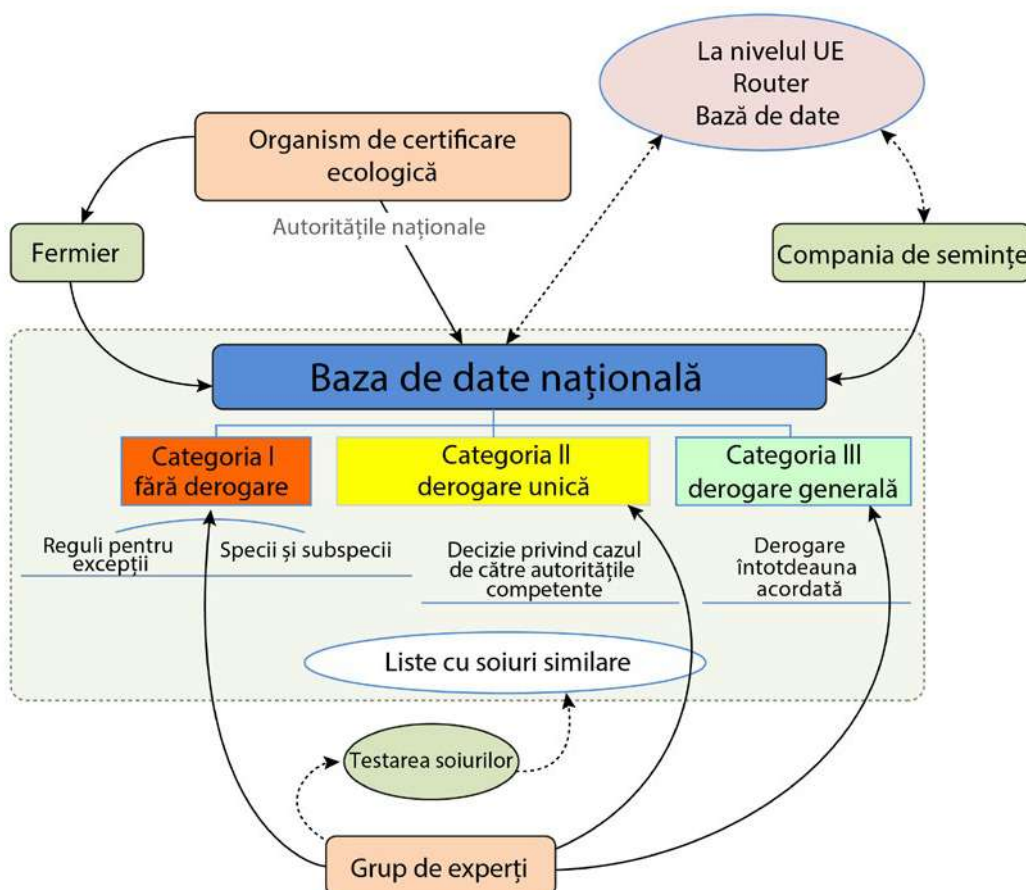 La nivelul UE
Router
Bază de date
Organism de certificare
ecologică
Autoritățile naționale
Fermier
Compania de semințe
Baza de date națională
Categoria I
fără derogare
Categoria II
derogare unică
Categoria III
derogare generală
Reguli pentru
excepții
Specii și subspecii
Decizie privind cazul
de către autoritățile
competente
Derogare
întotdeauna
acordată
Liste cu soiuri similare
Testarea soiurilor
Grup de experți